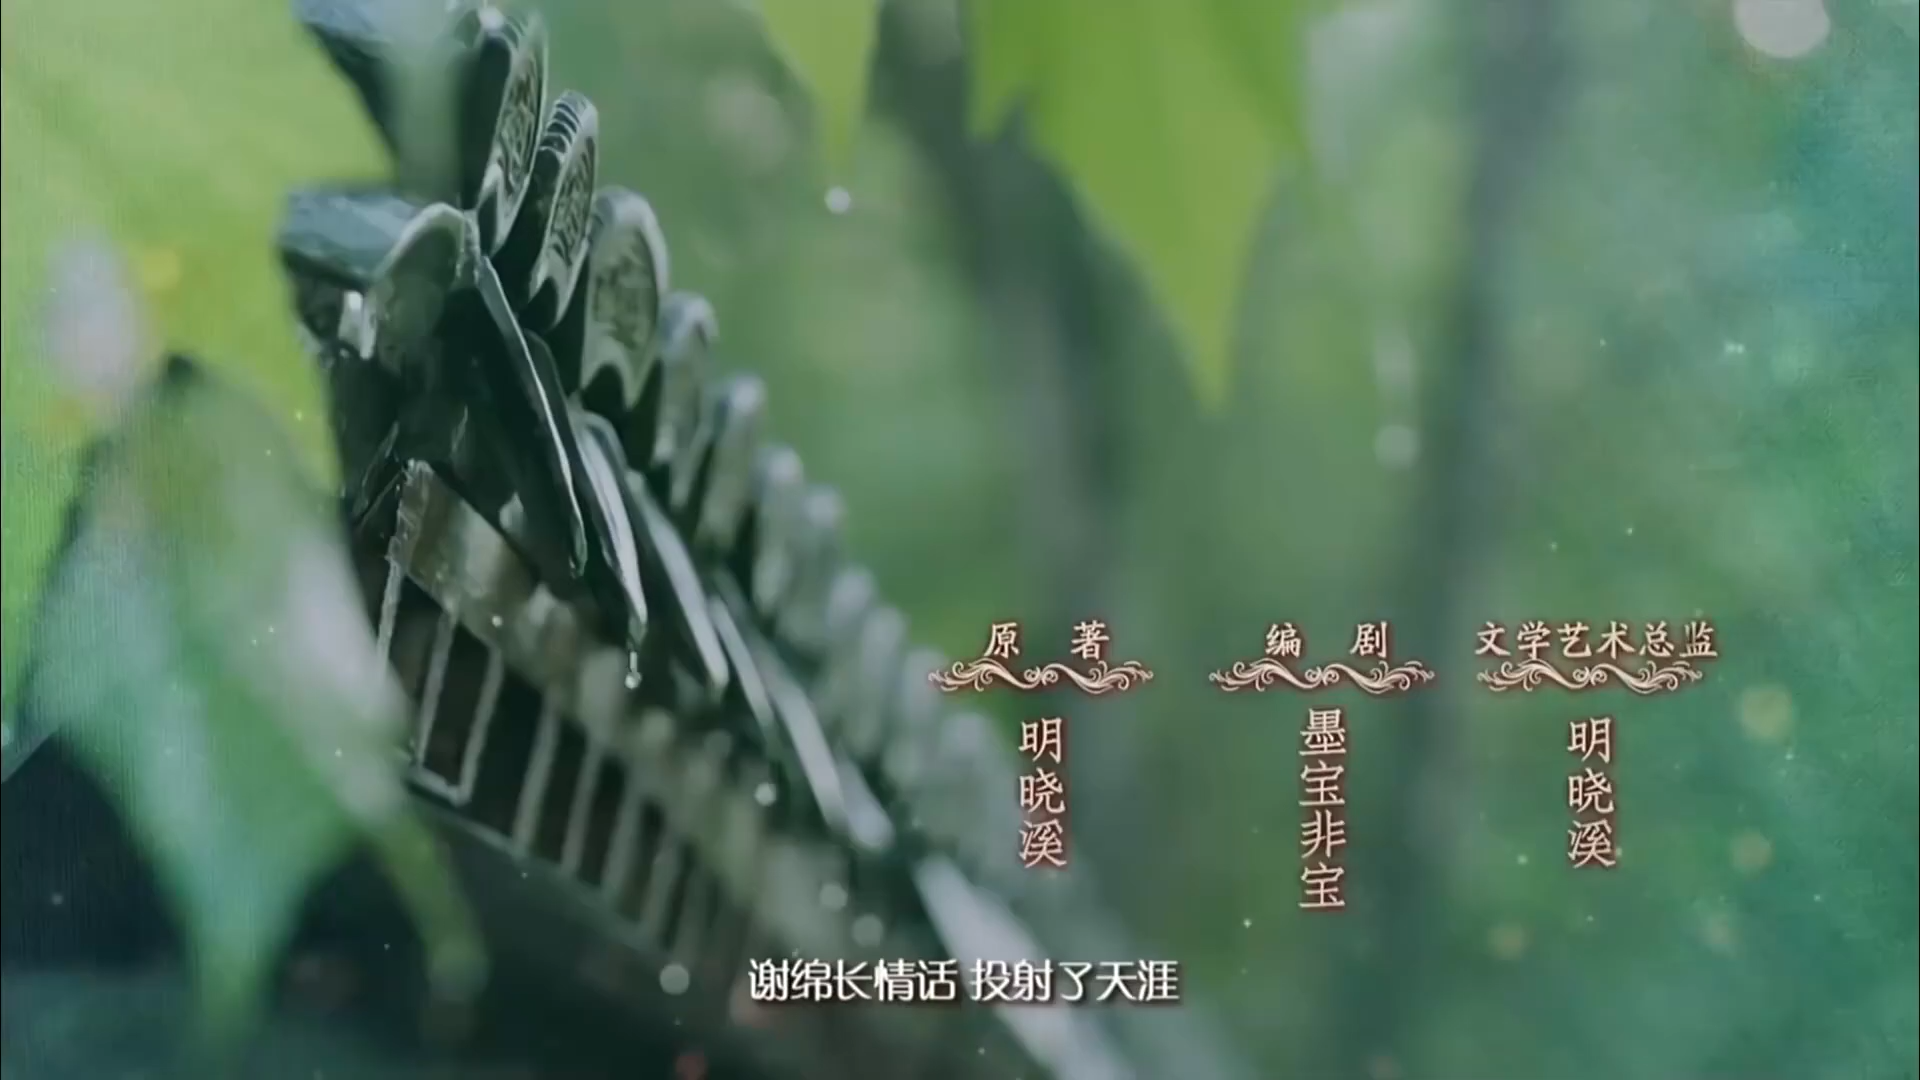 原 著
明晓溪
编 剧
墨宝非宝
文学艺术总监
明晓溪
谢绵长情话 投射了天涯